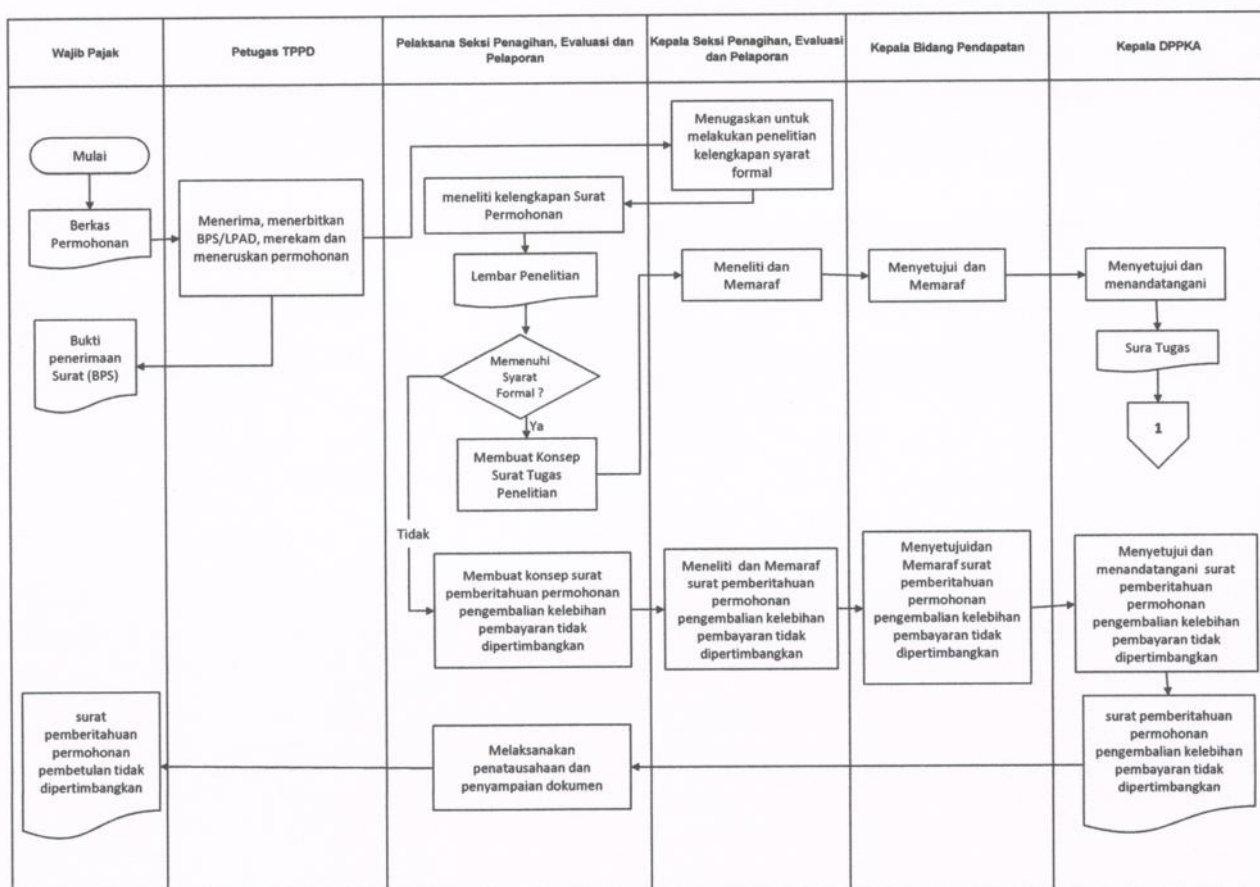 Wajib Pajak
Petugas TPPD
Pelaksana Seksi Penagihan, Evaluasi dan
Pelaporan
Kepala Seksi Penagihan, Evaluasi
dan Pelaporan
Kepala Bidang Pendapatan
Kepala DPPKA
Mulai
Berkas
Permohonan
Menerima, menerbitkan
BPS/LPAD, merekam dan
meneruskan permohonan
Bukti
penerimaan
Surat (BPS)
Menugaskan untuk
melakukan penelitian
kelengkapan syarat
formal
meneliti kelengkapan Surat
Permohonan
Lembar Penelitian
Memenuhi
Syarat
Formal ?
Ya
Membuat Konsep
Surat Tugas
Penelitian
Meneliti dan
Memaraf
Menyetujui dan
Memaraf
Menyetujui dan
menandatangani
Sura Tugas
1
Tidak
Membuat konsep surat
pemberitahuan permohonan
pengembalian kelebihan
pembayaran tidak
dipertimbangkan
Meneliti dan Memaraf
surat pemberitahuan
permohonan
pengembalian kelebihan
pembayaran tidak
dipertimbangkan
Menyetujuidan
Memaraf surat
pemberitahuan
permohonan
pengembalian kelebihan
pembayaran tidak
dipertimbangkan
Menyetujui dan
menandatangani surat
pemberitahuan
permohonan
pengembalian kelebihan
pembayaran tidak
dipertimbangkan
surat pemberitahuan
permohonan
pengembalian kelebihan
pembayaran tidak
dipertimbangkan
Melaksanakan
penatausahaan dan
penyampaian dokumen
surat
pemberitahuan
permohonan
pembetulan tidak
dipertimbangkan